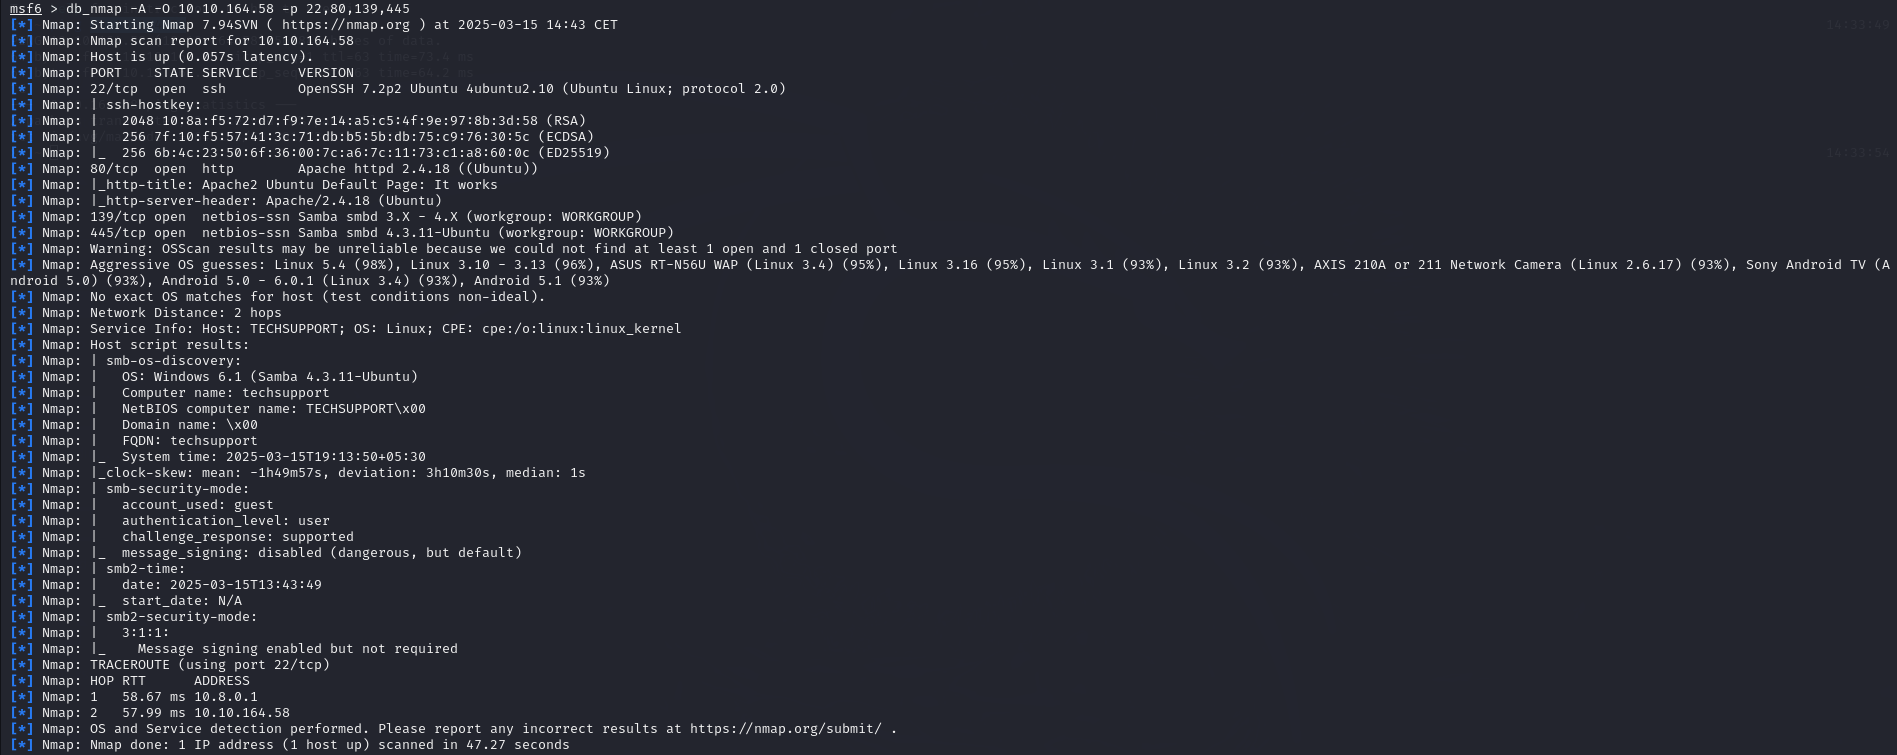 msf6 > db_nmap -A -O 10.10.164.58 -p 22,80,139,445
[*] Nmap: Starting Nmap 7.94SVN ( https://nmap.org ) at 2025-03-15 14:43 CET
[*] Nmap: Nmap scan report for 10.10.164.58
[*] Nmap: Host is up (0.057s latency).
[*] Nmap: PORT    STATE SERVICE     VERSION
[*] Nmap: 22/tcp  open  ssh         OpenSSH 7.2p2 Ubuntu 4ubuntu2.10 (Ubuntu Linux; protocol 2.0)
[*] Nmap: | ssh-hostkey:
[*] Nmap: |   2048 10:8a:f5:72:d7:f9:7e:14:a5:c5:4f:9e:97:8b:3d:58 (RSA)
[*] Nmap: |   256 7f:10:f5:57:41:3c:71:db:b5:5b:db:75:c9:76:30:5c (ECDSA)
[*] Nmap: |_  256 6b:4c:23:50:6f:36:00:7c:a6:7c:11:73:c1:a8:60:0c (ED25519)
[*] Nmap: 80/tcp  open  http        Apache httpd 2.4.18 ((Ubuntu))
[*] Nmap: |_http-title: Apache2 Ubuntu Default Page: It works
[*] Nmap: |_http-server-header: Apache/2.4.18 (Ubuntu)
[*] Nmap: 139/tcp open  netbios-ssn Samba smbd 3.X - 4.X (workgroup: WORKGROUP)
[*] Nmap: 445/tcp open  netbios-ssn Samba smbd 4.3.11-Ubuntu (workgroup: WORKGROUP)
[*] Nmap: Warning: OSScan results may be unreliable because we could not find at least 1 open and 1 closed port
[*] Nmap: Aggressive OS guesses: Linux 5.4 (98%), Linux 3.10 - 3.13 (96%), ASUS RT-N56U WAP (Linux 3.4) (95%), Linux 3.16 (95%), Linux 3.1 (93%), Linux 3.2 (93%), AXIS 210A or 211 Network Camera (Linux 2.6.17) (93%), Sony Android TV (A
ndroid 5.0) (93%), Android 5.0 - 6.0.1 (Linux 3.4) (93%), Android 5.1 (93%)
[*] Nmap: No exact OS matches for host (test conditions non-ideal).
[*] Nmap: Network Distance: 2 hops
[*] Nmap: Service Info: Host: TECHSUPPORT; OS: Linux; CPE: cpe:/o:linux:linux_kernel
[*] Nmap: Host script results:
[*] Nmap: | smb-os-discovery:
[*] Nmap: |   OS: Windows 6.1 (Samba 4.3.11-Ubuntu)
[*] Nmap: |   Computer name: techsupport
[*] Nmap: |   NetBIOS computer name: TECHSUPPORT\x00
[*] Nmap: |   Domain name: \x00
[*] Nmap: |   FQDN: techsupport
[*] Nmap: |_  System time: 2025-03-15T19:13:50+05:30
[*] Nmap: |_clock-skew: mean: -1h49m57s, deviation: 3h10m30s, median: 1s
[*] Nmap: | smb-security-mode:
[*] Nmap: |   account_used: guest
[*] Nmap: |   authentication_level: user
[*] Nmap: |   challenge_response: supported
[*] Nmap: |_  message_signing: disabled (dangerous, but default)
[*] Nmap: | smb2-time:
[*] Nmap: |   date: 2025-03-15T13:43:49
[*] Nmap: |_  start_date: N/A
[*] Nmap: | smb2-security-mode:
[*] Nmap: |   3:1:1:
[*] Nmap: |_    Message signing enabled but not required
[*] Nmap: TRACEROUTE (using port 22/tcp)
[*] Nmap: HOP RTT      ADDRESS
[*] Nmap: 1   58.67 ms 10.8.0.1
[*] Nmap: 2   57.99 ms 10.10.164.58
[*] Nmap: OS and Service detection performed. Please report any incorrect results at https://nmap.org/submit/ .
[*] Nmap: Nmap done: 1 IP address (1 host up) scanned in 47.27 seconds